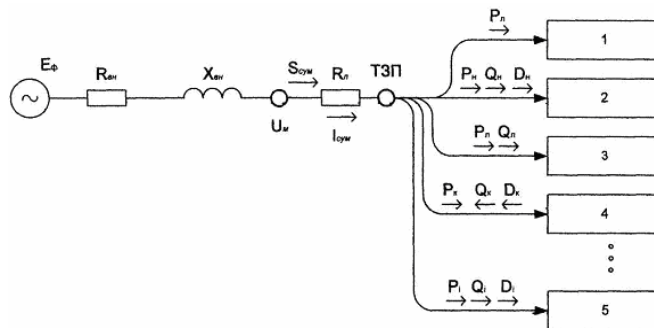 Pл
1
Eф
Rвн
Xвн
Sсум
Rл
ТЗП
Uм
Iсум
Pн Qн Dн
2
Pл Qл
3
Pк Qк Dк
4
Pi Qi Di
5